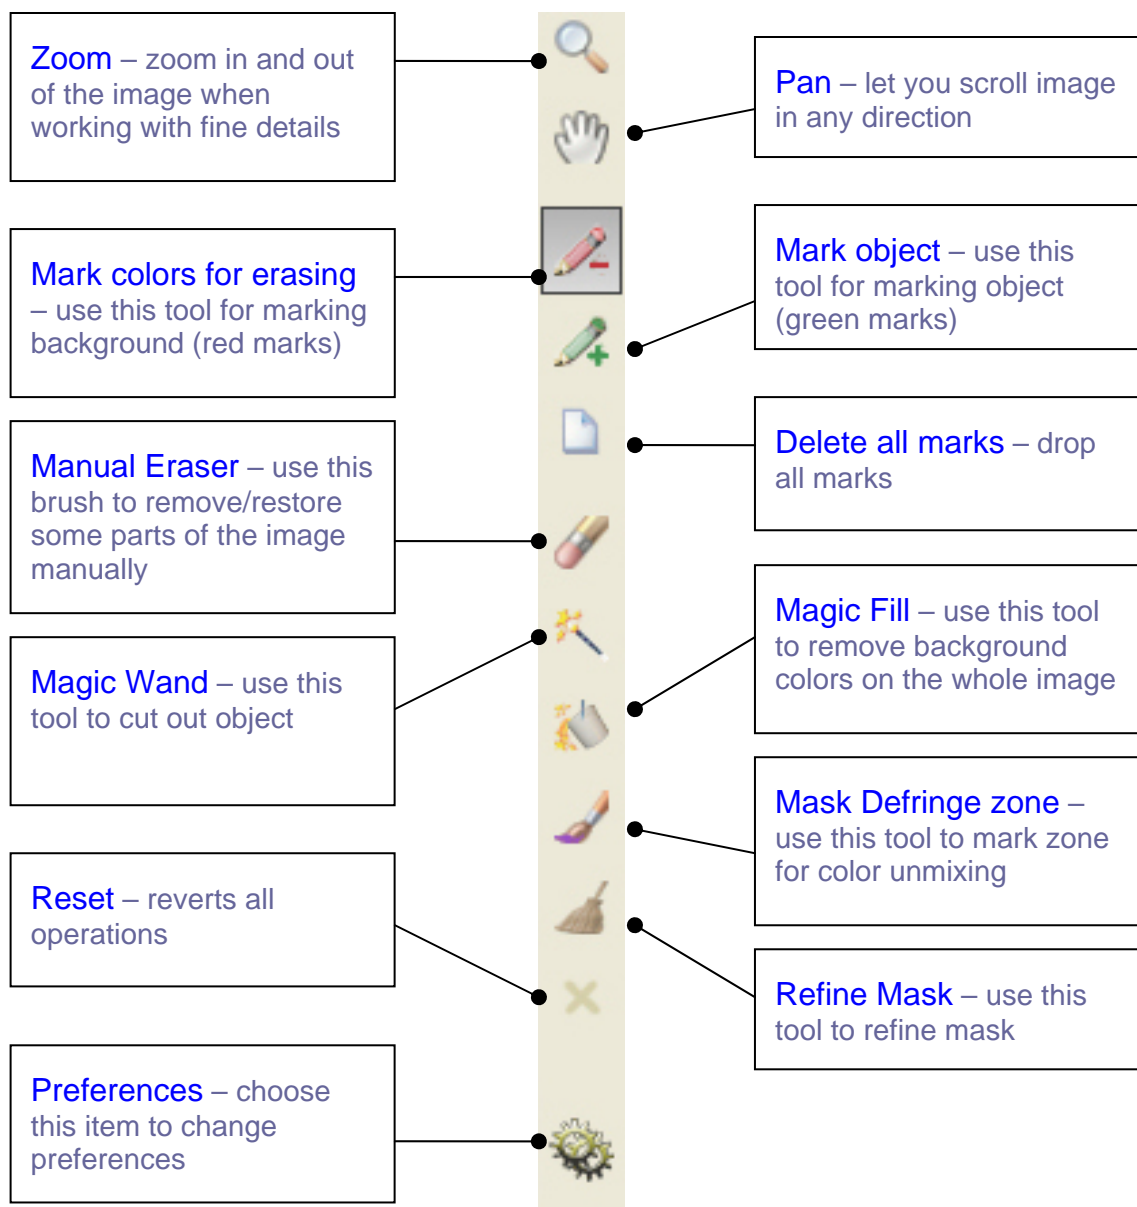 Zoom – zoom in and out
of the image when
working with fine details
Pan – let you scroll image
in any direction
Mark colors for erasing
– use this tool for marking
background (red marks)
Mark object – use this
tool for marking object
(green marks)
Manual Eraser – use this
brush to remove/restore
some parts of the image
manually
Delete all marks – drop
all marks
Magic Wand – use this
tool to cut out object
Magic Fill – use this tool
to remove background
colors on the whole image
Mask Defringe zone –
use this tool to mark zone
for color unmixing
Reset – reverts all
operations
Refine Mask – use this
tool to refine mask
Preferences – choose
this item to change
preferences